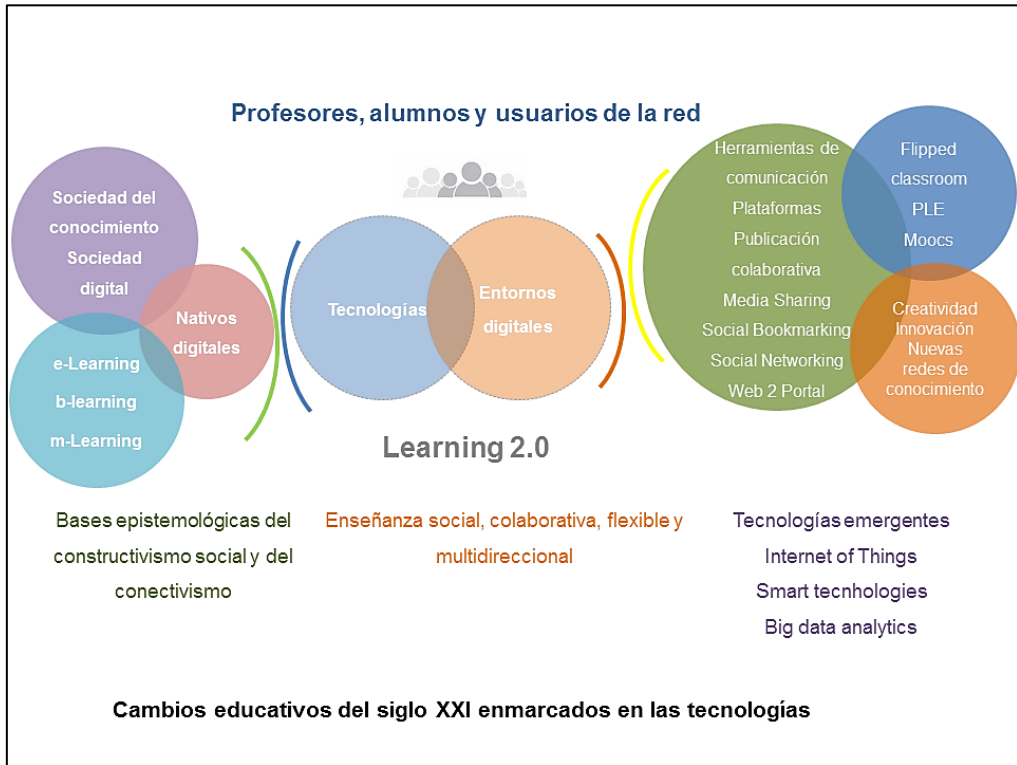 Profesores, alumnos y usuarios de la red
Sociedad del
conocimiento
Sociedad
digital
Nativos
digitales
e-Learning
b-learning
m-Learning
Tecnologías
Entornos
digitales
Learning 2.0
Herramientas de
comunicación
Plataformas
Publicación
colaborativa
Media Sharing
Social Bookmarking
Social Networking
Web 2 Portal
Flipped
classroom
PLE
Moocs
Creatividad
Innovación
Nuevas
redes de
conocimiento
Bases epistemológicas del
constructivismo social y del
conectivismo
Enseñanza social, colaborativa, flexible y
multidireccional
Tecnologías emergentes
Internet of Things
Smart tecnhologies
Big data analytics
Cambios educativos del siglo XXI enmarcados en las tecnologías